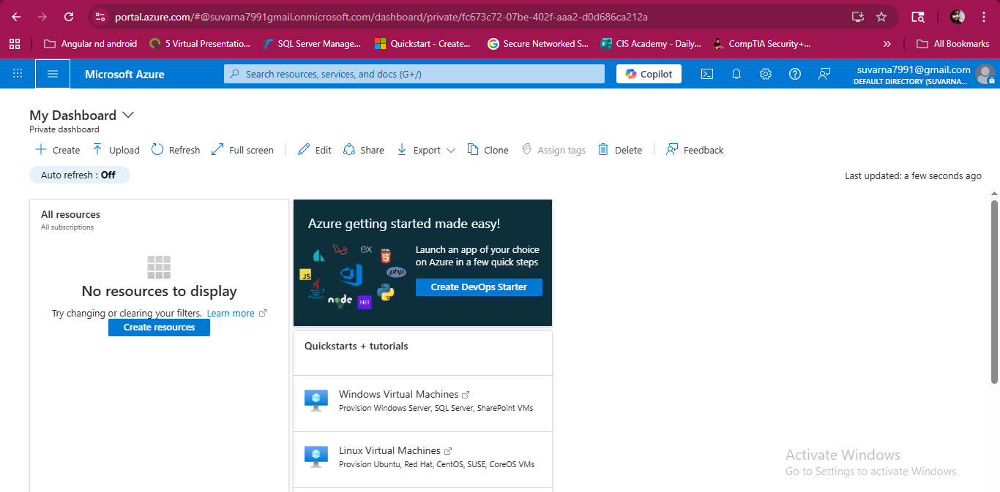 portal.azure.com/#@suvarna7991gmail.onmicrosoft.com/dashboard/private/fc673c72-07be-402f-aaa2-d0d686ca212a
Angular nd android
5 Virtual Presentatio...
SQL Server Manage...
Quickstart - Create...
Secure Networked S...
CIS Academy - Daily...
CompTIA Security+...
All Bookmarks
Microsoft Azure
Search resources, services, and docs (G+/)
Copilot
suvarna7991@gmail.com
DEFAULT DIRECTORY (SUVARNA...
My Dashboard
Private dashboard
Create
Upload
Refresh
Full screen
Edit
Share
Export
Clone
Assign tags
Delete
Feedback
Auto refresh : Off
Last updated: a few seconds ago
All resources
All subscriptions
No resources to display
Try changing or clearing your filters. Learn more
Create resources
Azure getting started made easy!
Launch an app of your choice
on Azure in a few quick steps
Create DevOps Starter
ex
HTML
5
JS
php
node
.NET
Quickstarts + tutorials
Windows Virtual Machines
Provision Windows Server, SQL Server, SharePoint VMs
Linux Virtual Machines
Provision Ubuntu, Red Hat, CentOS, SUSE, CoreOS VMs
Activate Windows
Go to Settings to activate Windows.